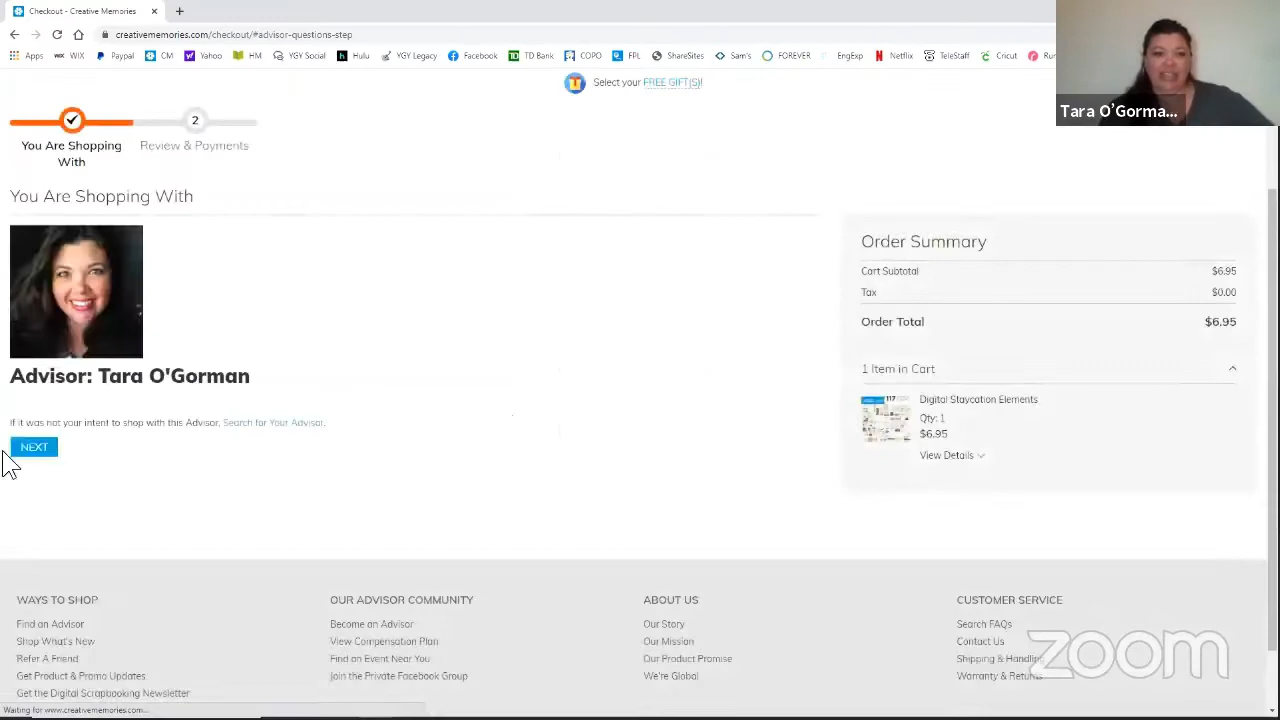 Checkout - Creative Memories
creativememories.com/checkout/#advisor-questions-step
Apps WIX WIX Paypal CM Yahoo HM YGY Social Hulu YGY Legacy Facebook TD Bank COPO FPL ShareSites Sam's FOREVER EngExp Netflix TeleStaff Cricut Run
Tara O'Gorma...
Select your FREE GIFT(S)!
2
You Are Shopping With
Review & Payments
You Are Shopping With
Advisor: Tara O'Gorman
If it was not your intent to shop with this Advisor, Search for Your Advisor.
NEXT
Order Summary
Cart Subtotal $6.95
Tax $0.00
Order Total $6.95
1 Item in Cart
117
Digital Staycation Elements
Qty: 1
$6.95
View Details
WAYS TO SHOP
Find an Advisor
Shop What's New
Refer A Friend
Get Product & Promo Updates
Get the Digital Scrapbooking Newsletter
OUR ADVISOR COMMUNITY
Become an Advisor
View Compensation Plan
Find an Event Near You
Join the Private Facebook Group
ABOUT US
Our Story
Our Mission
Our Product Promise
We're Global
CUSTOMER SERVICE
Search FAQs
Contact Us
Shipping & Handling
Warranty & Returns
zoom
Waiting for www.creativememories.com...